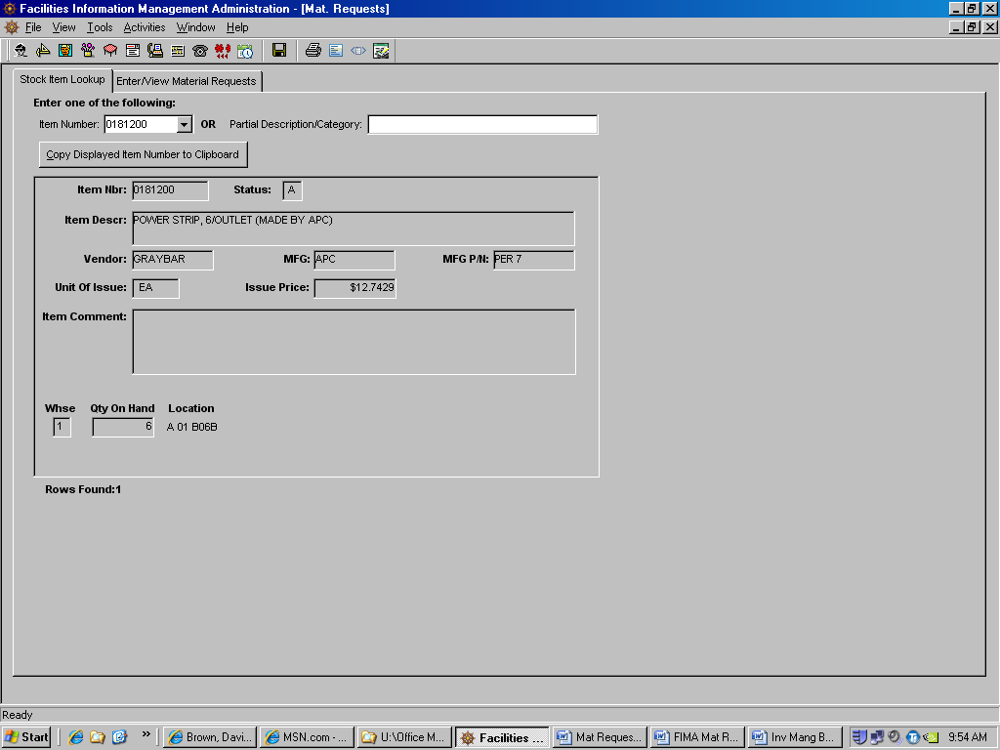 Facilities Information Management Administration - [Mat. Requests]
File View Tools Activities Window Help
Stock Item Lookup Enter/View Material Requests
Enter one of the following:
Item Number: 0181200 OR Partial Description/Category:
Copy Displayed Item Number to Clipboard
Item Nbr: 0181200 Status: A
Item Descr: POWER STRIP, 6/OUTLET (MADE BY APC)
Vendor: GRAYBAR MFG: APC MFG P/N: PER 7
Unit Of Issue: EA Issue Price: $12.7429
Item Comment:
Whse Qty On Hand Location
1 6 A 01 B06B
Rows Found:1
Ready
Start » Brown, Davi... MSN.com - ... U:\Office M... Facilities ... Mat Reques... FIMA Mat R... Inv Mang B... 9:54 AM